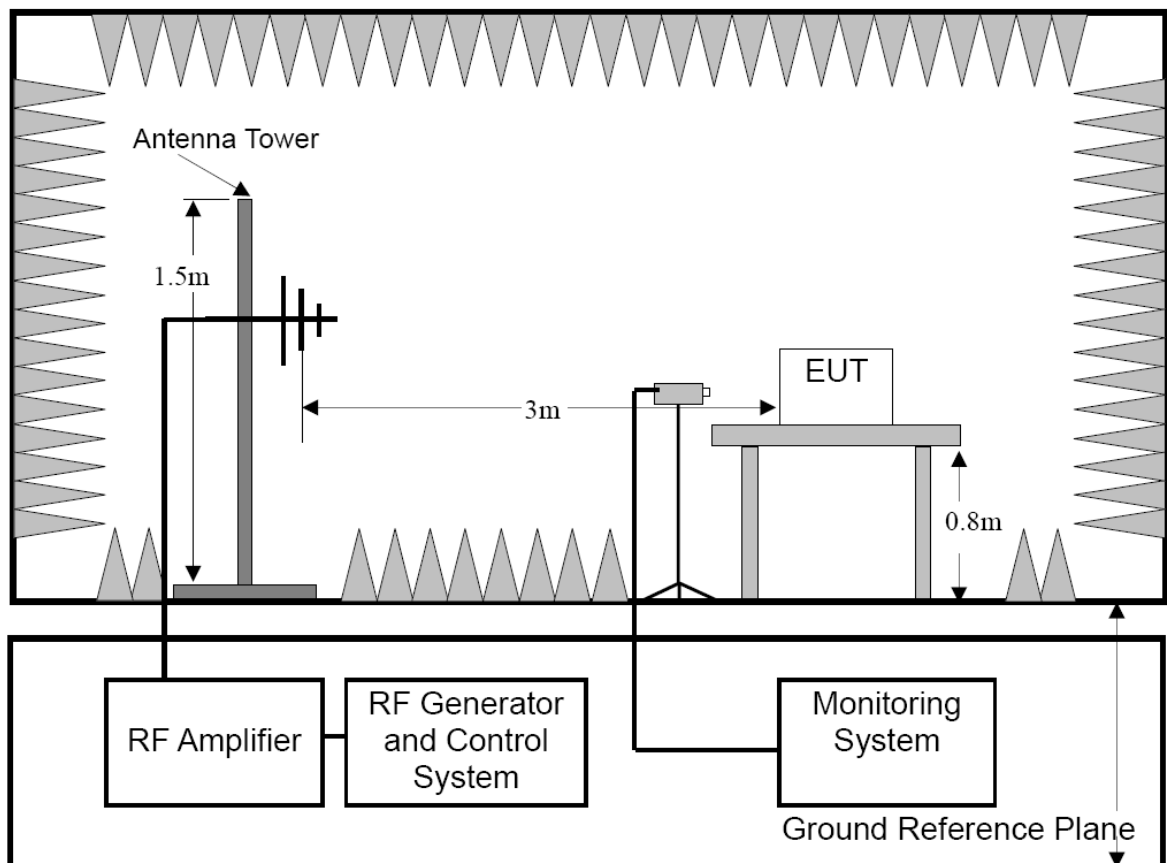 Antenna Tower
1.5m
EUT
3m
0.8m
RF Amplifier
RF Generator
and Control
System
Monitoring
System
Ground Reference Plane